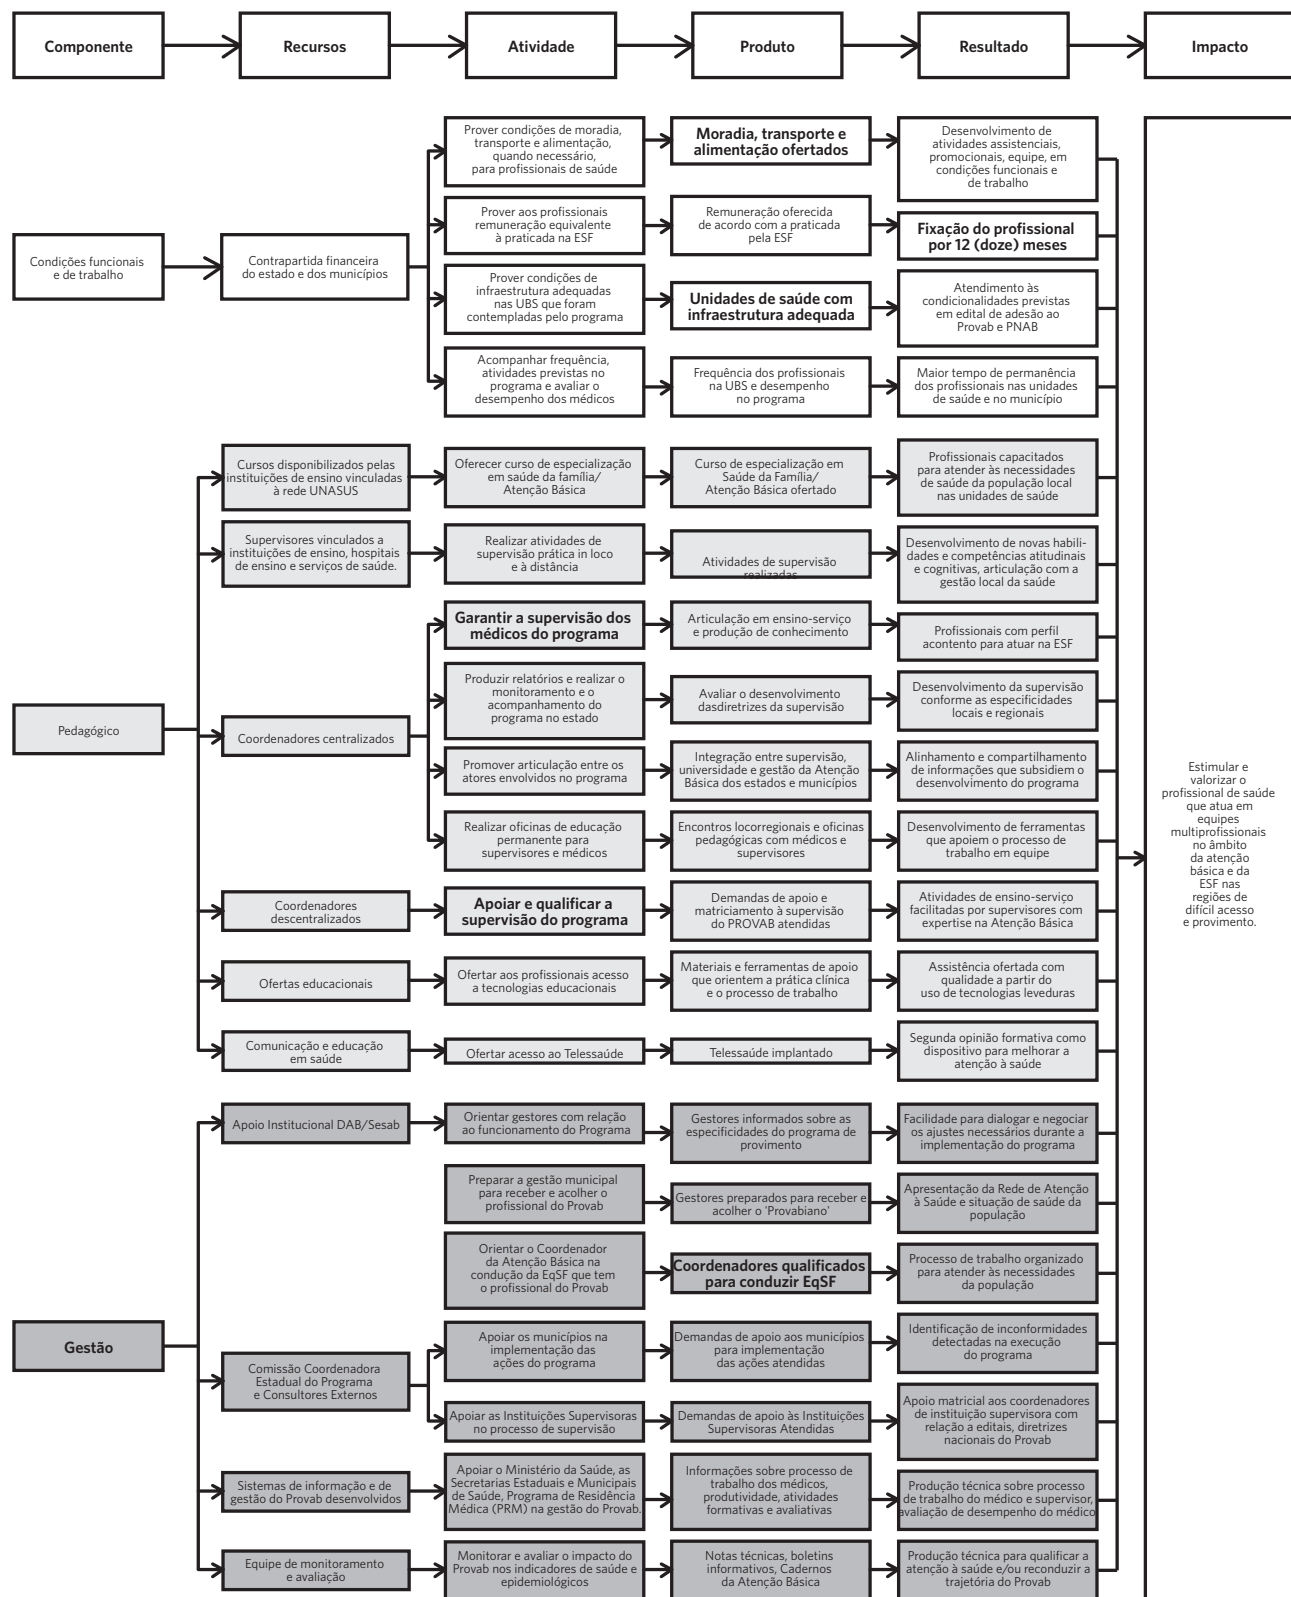 Componente
Recursos
Atividade
Produto
Resultado
Impacto
Condições funcionais
e de trabalho
Contrapartida financeira
do estado e dos municípios
Prover condições de moradia,
transporte e alimentação,
quando necessário,
para profissionais de saúde
Moradia, transporte e
alimentação ofertados
Desenvolvimento de
atividades assistenciais,
promocionais, equipe, em
condições funcionais e
de trabalho
Prover aos profissionais
remuneração equivalente
à praticada na ESF
Remuneração oferecida
de acordo com a praticada
pela ESF
Fixação do profissional
por 12 (doze) meses
Prover condições de
infraestrutura adequadas
nas UBS que foram
contempladas pelo programa
Unidades de saúde com
infraestrutura adequada
Atendimento às
condicionalidades previstas
em edital de adesão ao
Provab e PNAB
Acompanhar frequência,
atividades previstas no
programa e avaliar o
desempenho dos médicos
Frequência dos profissionais
na UBS e desempenho
no programa
Maior tempo de permanência
dos profissionais nas unidades
de saúde e no município
Pedagógico
Cursos disponibilizados pelas
instituições de ensino vinculadas
à rede UNASUS
Oferecer curso de especialização
em saúde da família/
Atenção Básica
Curso de especialização em
Saúde da Família/
Atenção Básica ofertado
Profissionais capacitados
para atender às necessidades
de saúde da população local
nas unidades de saúde
Supervisores vinculados a
instituições de ensino, hospitais
de ensino e serviços de saúde.
Realizar atividades de
supervisão prática in loco
e à distância
Atividades de supervisão
realizadas
Desenvolvimento de novas habili-
dades e competências atitudinais
e cognitivas, articulação com a
gestão local da saúde
Coordenadores centralizados
Garantir a supervisão dos
médicos do programa
Articulação em ensino-serviço
e produção de conhecimento
Profissionais com perfil
acontento para atuar na ESF
Produzir relatórios e realizar o
monitoramento e o
acompanhamento do
programa no estado
Avaliar o desenvolvimento
dasdiretrizes da supervisão
Desenvolvimento da supervisão
conforme as especificidades
locais e regionais
Promover articulação entre os
atores envolvidos no programa
Integração entre supervisão,
universidade e gestão da Atenção
Básica dos estados e municípios
Alinhamento e compartilhamento
de informações que subsidiem o
desenvolvimento do programa
Realizar oficinas de educação
permanente para
supervisores e médicos
Encontros locorregionais e oficinas
pedagógicas com médicos e
supervisores
Desenvolvimento de ferramentas
que apoiem o processo de
trabalho em equipe
Coordenadores
descentralizados
Apoiar e qualificar a
supervisão do programa
Demandas de apoio e
matriciamento à supervisão
do PROVAB atendidas
Atividades de ensino-serviço
facilitadas por supervisores com
expertise na Atenção Básica
Ofertas educacionais
Ofertar aos profissionais acesso
a tecnologias educacionais
Materiais e ferramentas de apoio
que orientem a prática clínica
e o processo de trabalho
Assistência ofertada com
qualidade a partir do
uso de tecnologias leveduras
Comunicação e educação
em saúde
Ofertar acesso ao Telessaúde
Telessaúde implantado
Segunda opinião formativa como
dispositivo para melhorar a
atenção à saúde
Gestão
Apoio Institucional DAB/Sesab
Orientar gestores com relação
ao funcionamento do Programa
Gestores informados sobre as
especificidades do programa de
provimento
Facilidade para dialogar e negociar
os ajustes necessários durante a
implementação do programa
Preparar a gestão municipal
para receber e acolher o
profissional do Provab
Gestores preparados para receber e
acolher o 'Provabiano'
Apresentação da Rede de Atenção
à Saúde e situação de saúde da
população
Orientar o Coordenador
da Atenção Básica na
condução da EqSF que tem
o profissional do Provab
Coordenadores qualificados
para conduzir EqSF
Processo de trabalho organizado
para atender às necessidades
da população
Comissão Coordenadora
Estadual do Programa
e Consultores Externos
Apoiar os municípios na
implementação das
ações do programa
Demandas de apoio aos municípios
para implementação
das ações atendidas
Identificação de inconformidades
detectadas na execução
do programa
Apoiar as Instituições Supervisoras
no processo de supervisão
Demandas de apoio às Instituições
Supervisoras Atendidas
Apoio matricial aos coordenadores
de instituição supervisora com
relação a editais, diretrizes
nacionais do Provab
Sistemas de informação e de
gestão do Provab desenvolvidos
Apoiar o Ministério da Saúde, as
Secretarias Estaduais e Municipais
de Saúde, Programa de Residência
Médica (PRM) na gestão do Provab.
Informações sobre processo de
trabalho dos médicos,
produtividade, atividades
formativas e avaliativas
Produção técnica sobre processo
de trabalho do médico e supervisor,
avaliação de desempenho do médico
Equipe de monitoramento
e avaliação
Monitorar e avaliar o impacto do
Provab nos indicadores de saúde e
epidemiológicos
Notas técnicas, boletins
informativos, Cadernos
da Atenção Básica
Produção técnica para qualificar a
atenção à saúde e/ou reconduzir a
trajetória do Provab
Estimular e
valorizar o
profissional de saúde
que atua em
equipes
multiprofissionais
no âmbito
da atenção
básica e da
ESF nas
regiões de
difícil acesso
e provimento.